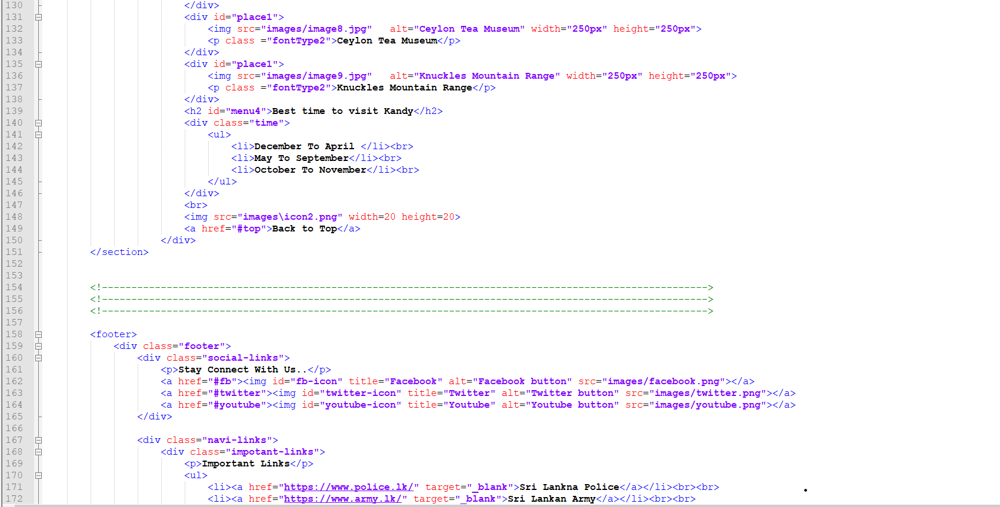 130 </div>
131 <div id="place1">
132 <img src="images/image8.jpg"   alt="Ceylon Tea Museum" width="250px" height="250px">
133 <p class ="fontType2">Ceylon Tea Museum</p>
134 </div>
135 <div id="place1">
136 <img src="images/image9.jpg"   alt="Knuckles Mountain Range" width="250px" height="250px">
137 <p class ="fontType2">Knuckles Mountain Range</p>
138 </div>
139 <h2 id="menu4">Best time to visit Kandy</h2>
140 <div class="time">
141 <ul>
142 <li>December To April </li><br>
143 <li>May To September</li><br>
144 <li>October To November</li><br>
145 </ul>
146 </div>
147 <br>
148 <img src="images\icon2.png" width=20 height=20>
149 <a href="#top">Back to Top</a>
150 </div>
151 </section>
152
153
154 <!------------------------------------------------------------------------------------------------------->
155 <!------------------------------------------------------------------------------------------------------->
156 <!------------------------------------------------------------------------------------------------------->
157
158 <footer>
159 <div class="footer">
160 <div class="social-links">
161 <p>Stay Connect With Us..</p>
162 <a href="#fb"><img id="fb-icon" title="Facebook" alt="Facebook button" src="images/facebook.png"></a>
163 <a href="#twitter"><img id="twitter-icon" title="Twitter" alt="Twitter button" src="images/twitter.png"></a>
164 <a href="#youtube"><img id="youtube-icon" title="Youtube" alt="Youtube button" src="images/youtube.png"></a>
165 </div>
166
167 <div class="navi-links">
168 <div class="impotant-links">
169 <p>Important Links</p>
170 <ul>
171 <li><a href="https://www.police.lk/" target="_blank">Sri Lankna Police</a></li><br><br>
172 <li><a href="https://www.army.lk/" target="_blank">Sri Lankan Army</a></li><br><br>